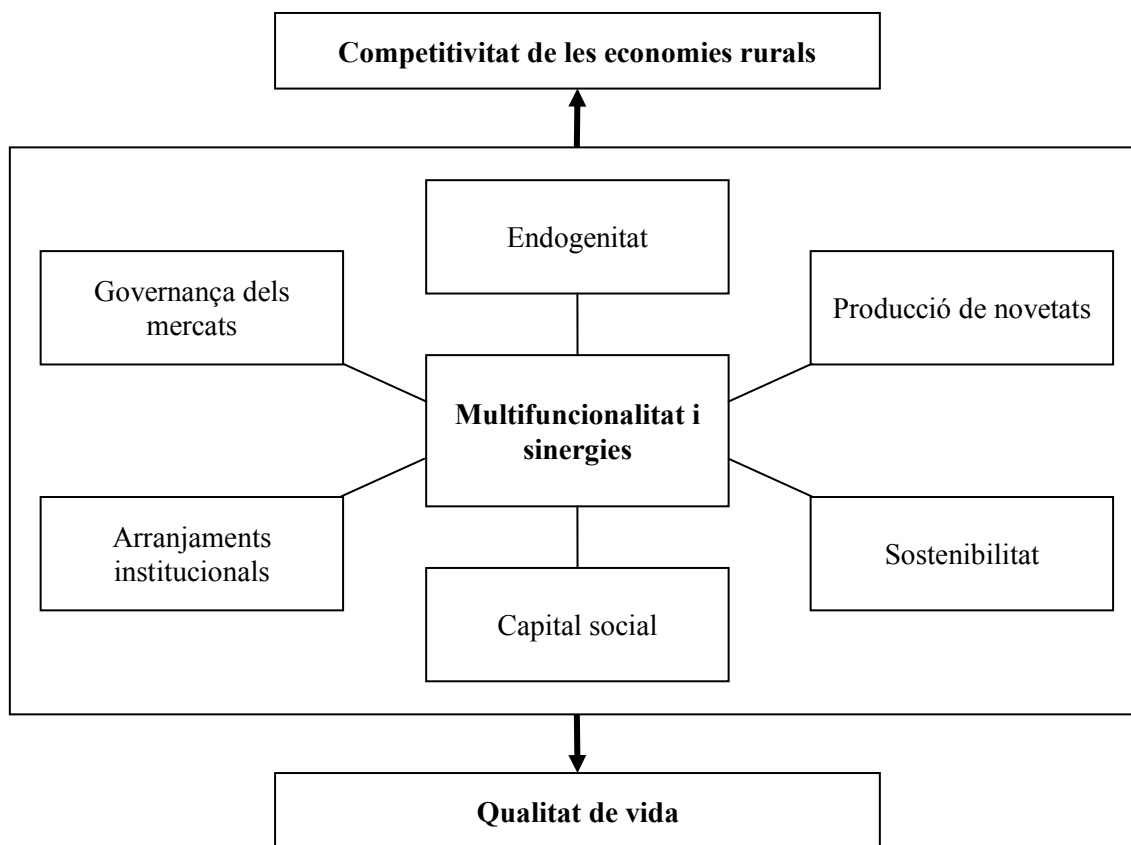 Competitivitat de les economies rurals
Endogenitat
Governança dels
mercats
Producció de novetats
Multifuncionalitat i
sinergies
Arranjaments
institucionals
Sostenibilitat
Capital social
Qualitat de vida